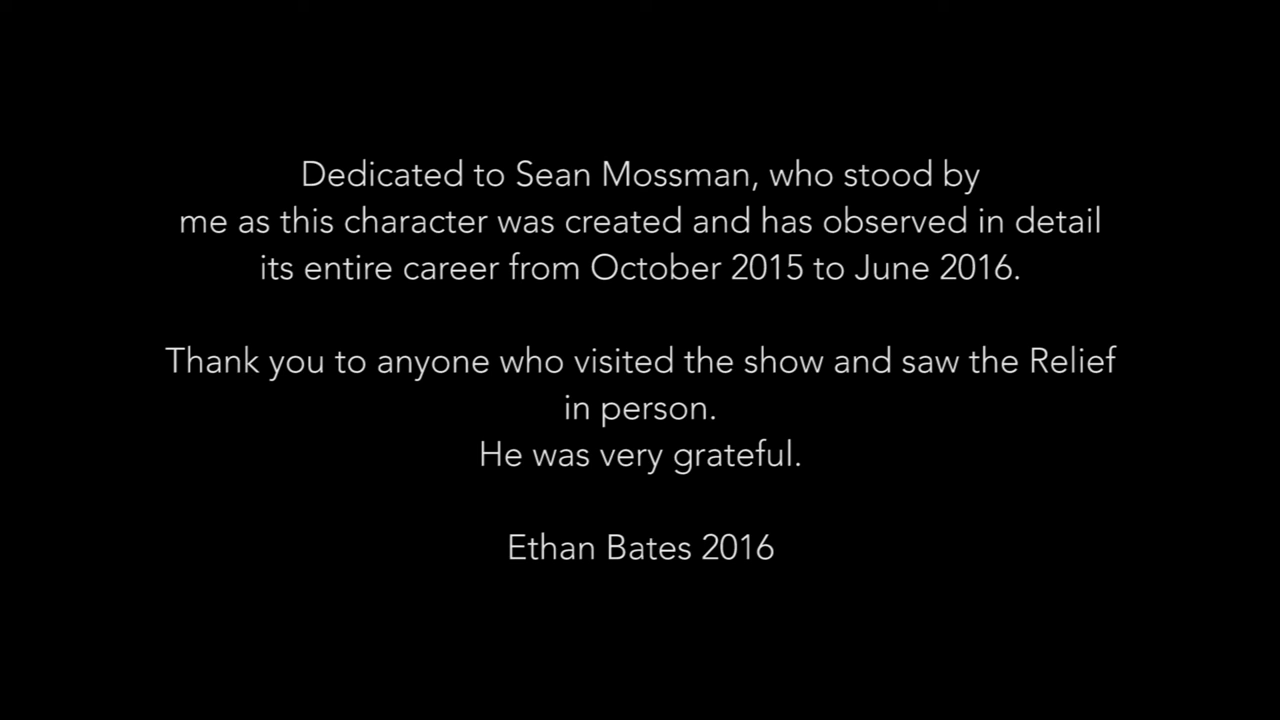 Dedicated to Sean Mossman, who stood by
me as this character was created and has observed in detail
its entire career from October 2015 to June 2016.
Thank you to anyone who visited the show and saw the Relief
in person.
He was very grateful.
Ethan Bates 2016